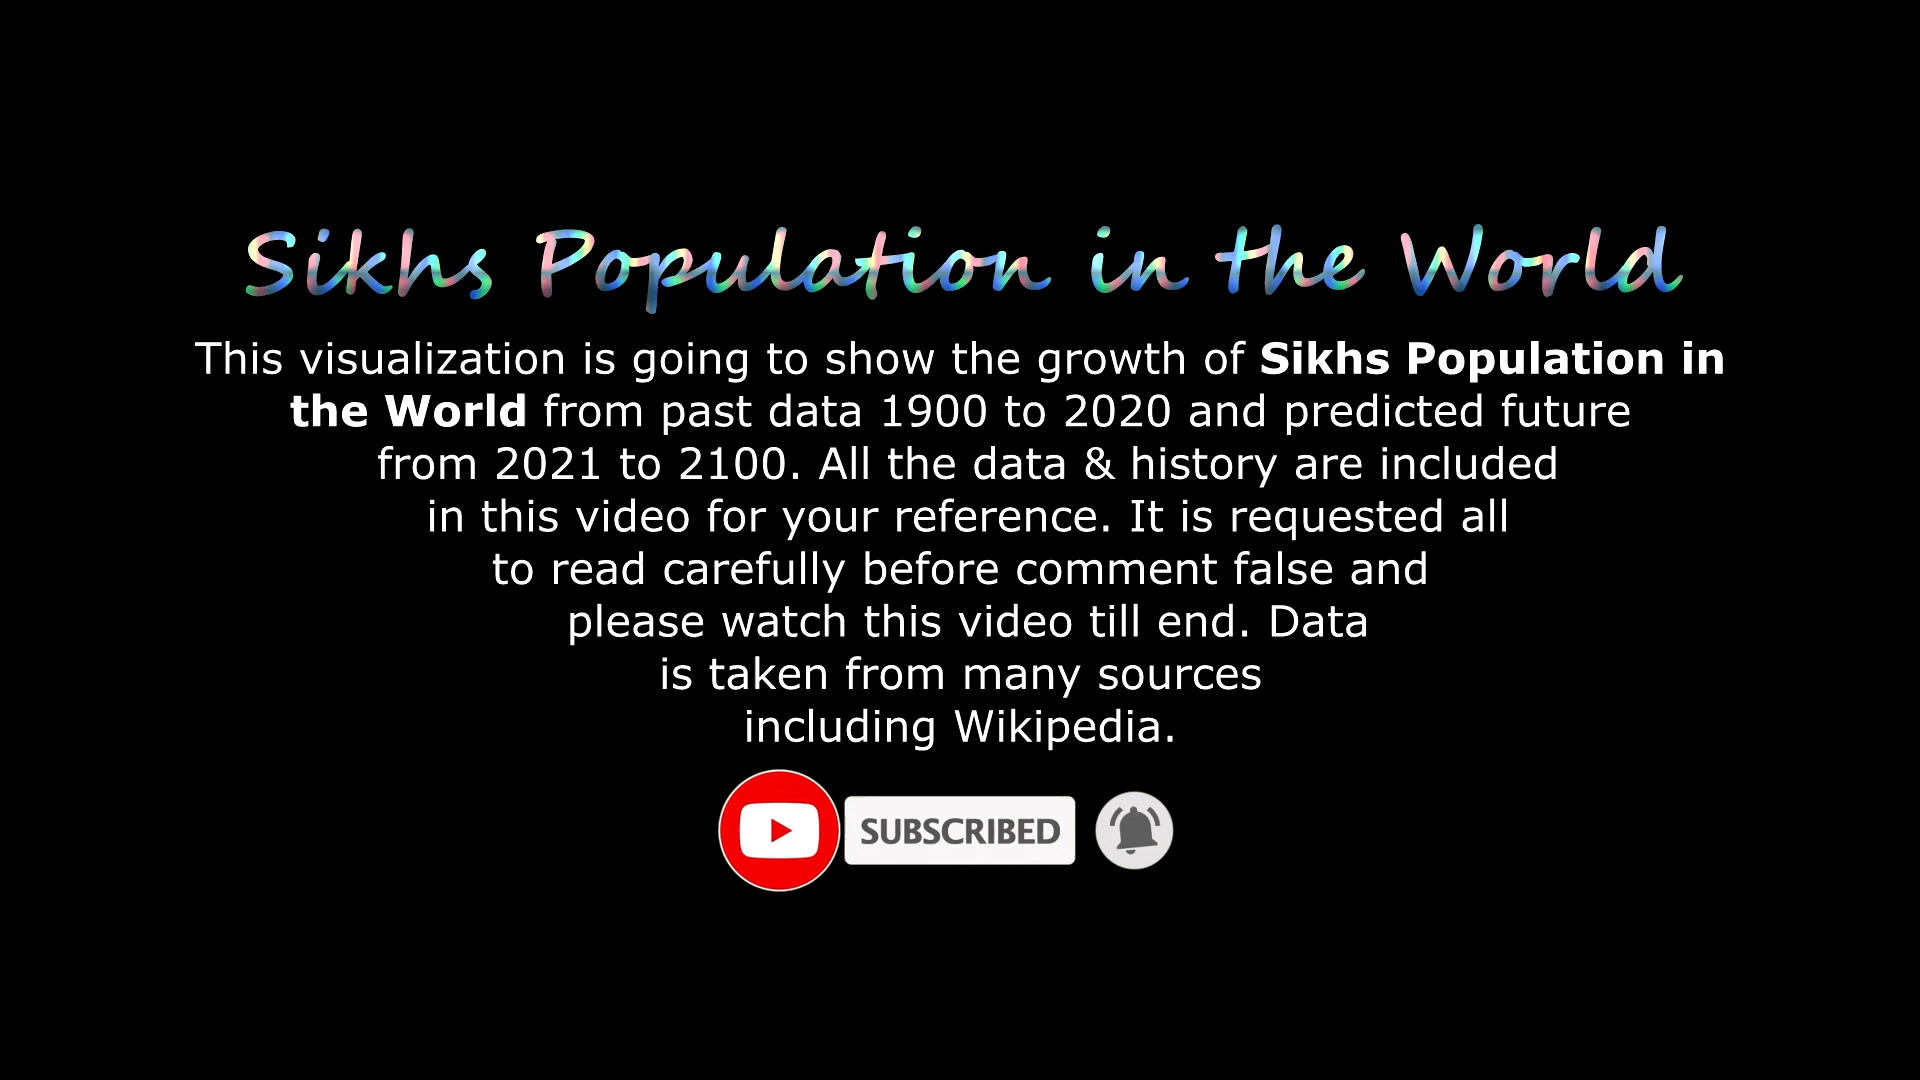 Sikhs Population in the World
This visualization is going to show the growth of Sikhs Population in
the World from past data 1900 to 2020 and predicted future
from 2021 to 2100. All the data & history are included
in this video for your reference. It is requested all
to read carefully before comment false and
please watch this video till end. Data
is taken from many sources
including Wikipedia.
SUBSCRIBED